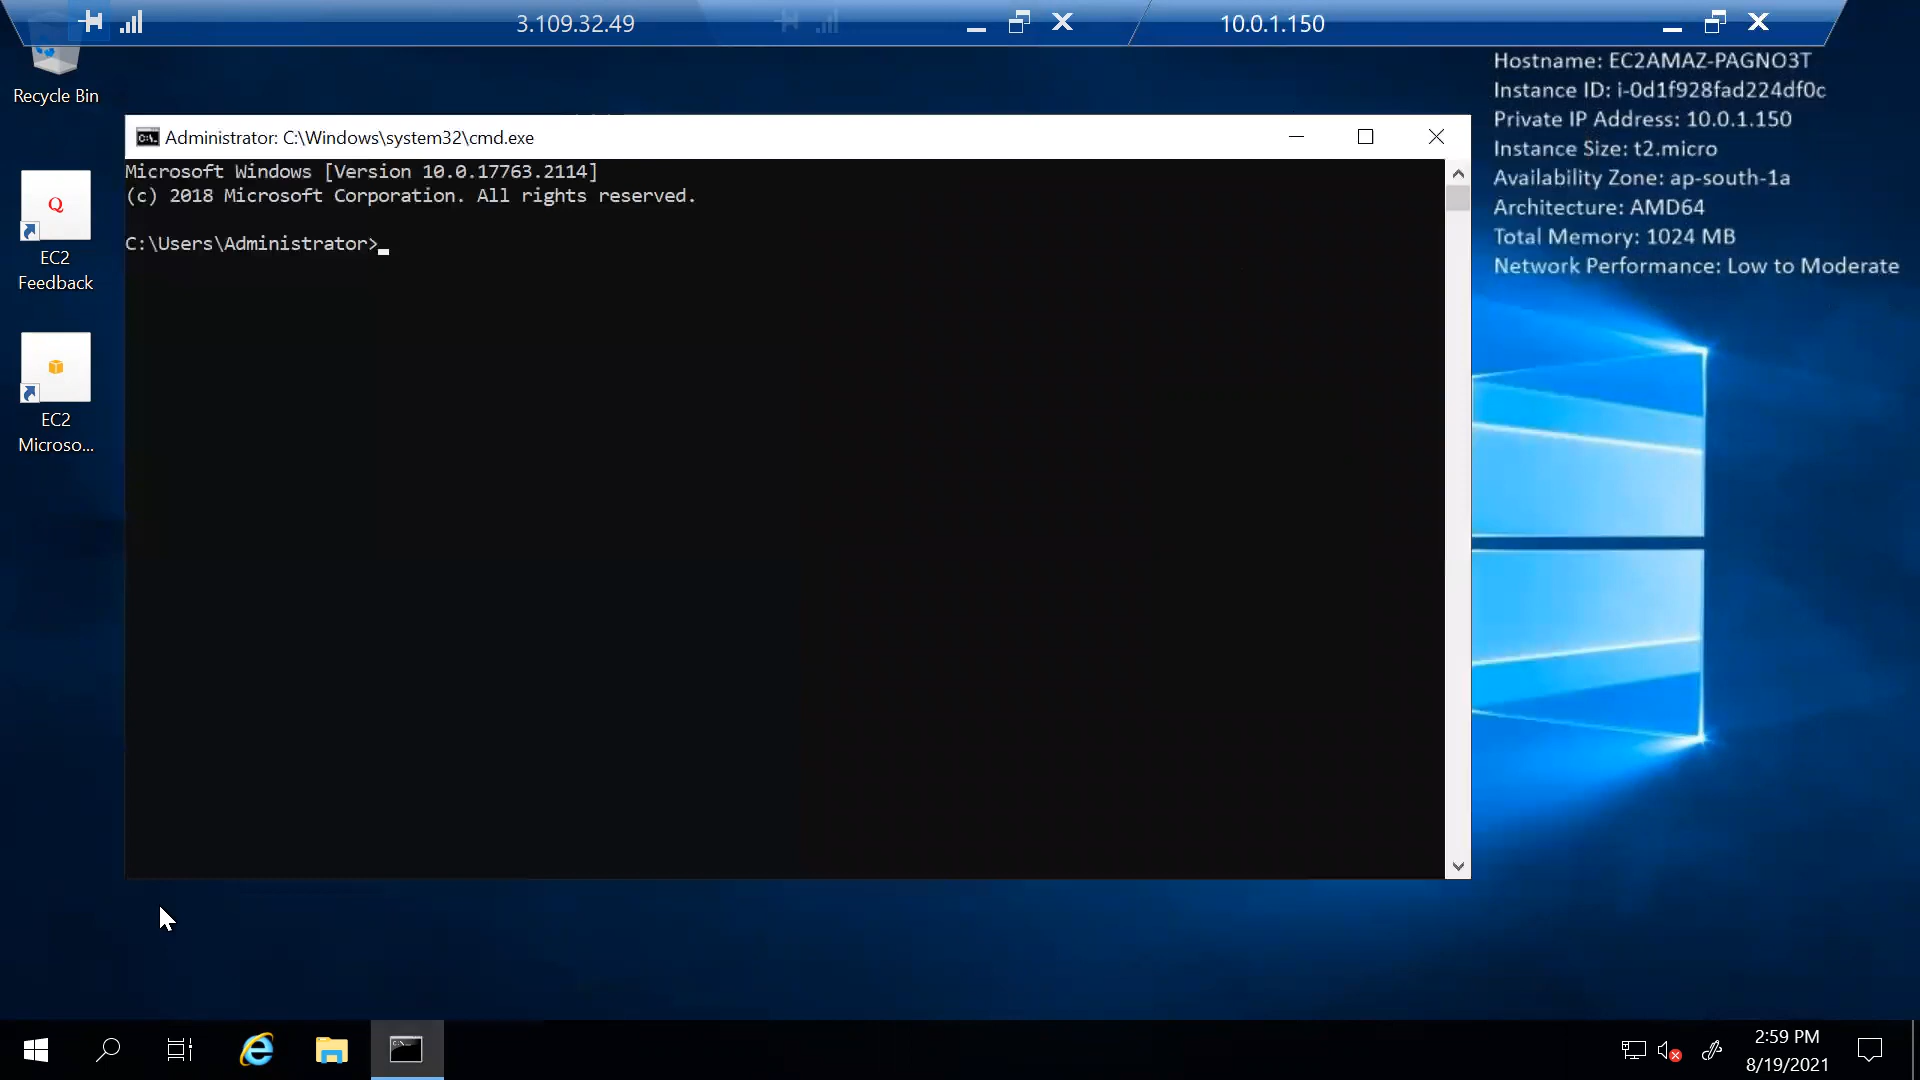 3.109.32.49
10.0.1.150
Recycle Bin
EC2
Feedback
EC2
Microso...
Administrator: C:\Windows\system32\cmd.exe
Microsoft Windows [Version 10.0.17763.2114]
(c) 2018 Microsoft Corporation. All rights reserved.
C:\Users\Administrator>
Hostname: EC2AMAZ-PAGNO3T
Instance ID: i-0d1f928fad224df0c
Private IP Address: 10.0.1.150
Instance Size: t2.micro
Availability Zone: ap-south-1a
Architecture: AMD64
Total Memory: 1024 MB
Network Performance: Low to Moderate
2:59 PM
8/19/2021